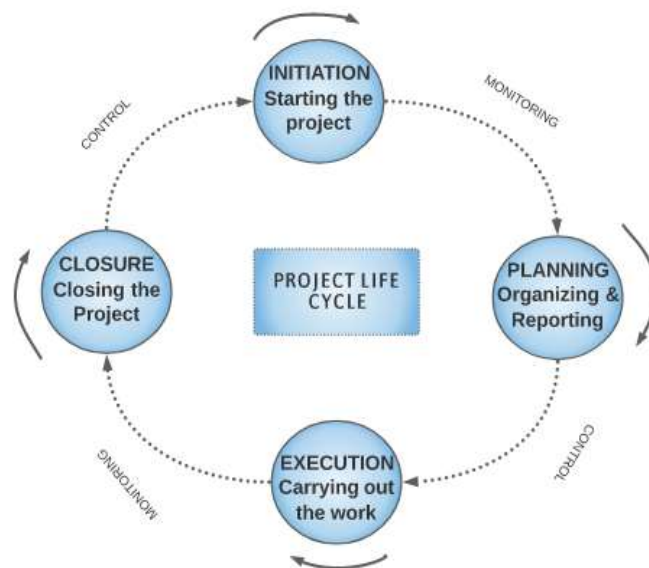 INITIATION
Starting the
project
MONITORING
CONTROL
CLOSURE
Closing the
Project
PROJECT LIFE
CYCLE
PLANNING
Organizing &
Reporting
EXECUTION
Carrying out
the work
MONITORING
CONTROL